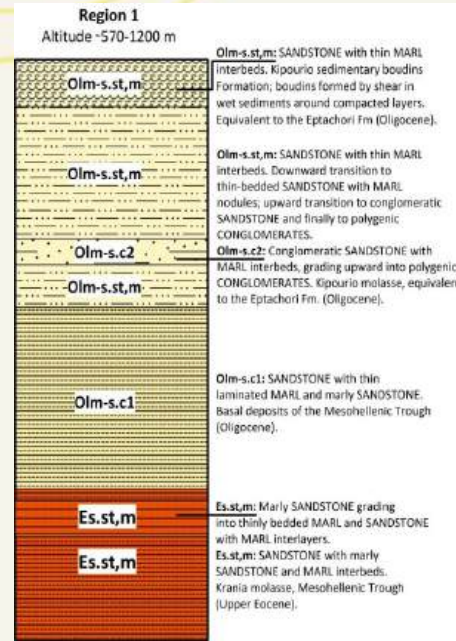 Region 1
Altitude ~570-1200 m
Olm-s.st,m
Olm-s.st,m: SANDSTONE with thin MARL
interbeds. Kipourio sedimentary boudins
Formation; boudins formed by shear in
wet sediments around compacted layers.
Equivalent to the Eptachori Fm (Oligocene).
Olm-s.st,m
Olm-s.st,m: SANDSTONE with thin MARL
interbeds. Downward transition to
thin-bedded SANDSTONE with MARL
nodules; upward transition to conglomeratic
SANDSTONE and finally to polygenic
CONGLOMERATES.
Olm-s.c2
Olm-s.c2: Conglomeratic SANDSTONE with
MARL interbeds, grading upward into polygenic
CONGLOMERATES. Kipourio molasse, equivalen
to the Eptachori Fm. (Oligocene).
Olm-s.st,m
Olm-s.c1
Olm-s.c1: SANDSTONE with thin
laminated MARL and marly SANDSTONE.
Basal deposits of the Mesohellenic Trough
(Oligocene).
Es.st,m
Es.st,m: Marly SANDSTONE grading
into thinly bedded MARL and SANDSTONE
with MARL interlayers.
Es.st,m
Es.st,m: SANDSTONE with marly
SANDSTONE and MARL interbeds.
Krania molasse, Mesohellenic Trough
(Upper Eocene).